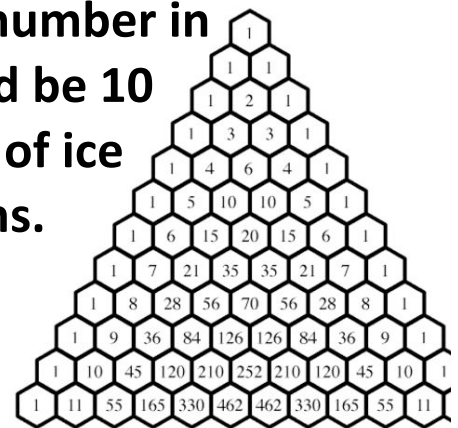 number in
d be 10
of ice
ns.
1
1 1
1 2 1
1 3 3 1
1 4 6 4 1
1 5 10 10 5 1
1 6 15 20 15 6 1
1 7 21 35 35 21 7 1
1 8 28 56 70 56 28 8 1
1 9 36 84 126 126 84 36 9 1
1 10 45 120 210 252 210 120 45 10 1
1 11 55 165 330 462 462 330 165 55 11